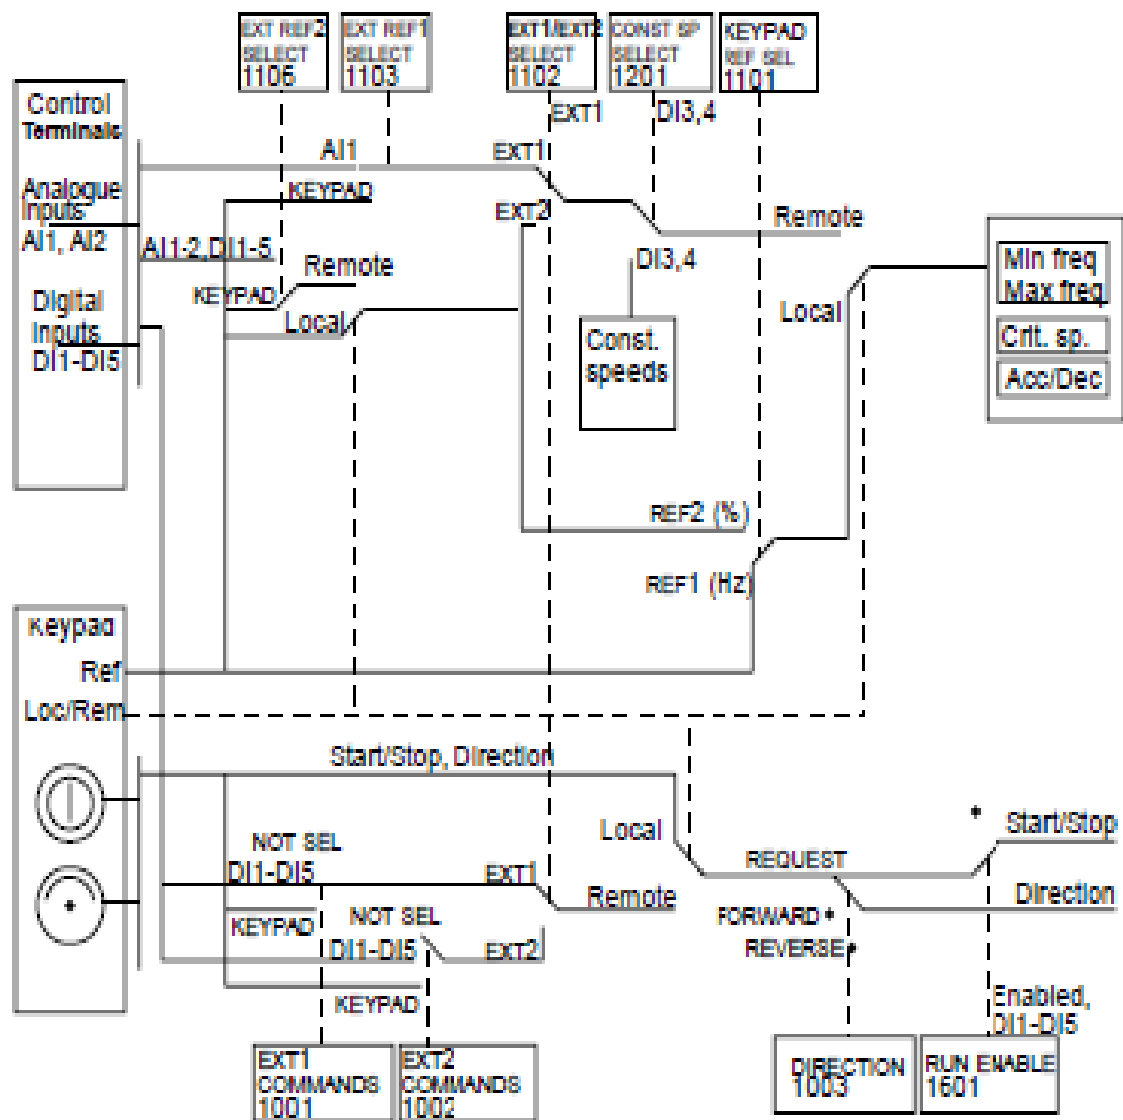 EXT REF2
SELECT
1106
EXT REF1
SELECT
1103
EXT1/EXT2
SELECT
1102
CONST SP
SELECT
1201
KEYPAD
REF SEL
1101
EXT1
DI3,4
Control
Terminals
Analogue
Inputs
AI1, AI2
Digital
Inputs
DI1-DI5
AI1
EXT1
KEYPAD
EXT2
Remote
AI1-2,DI1-5
Remote
KEYPAD
Local
DI3,4
Const.
speeds
Local
Min freq
Max freq
Crit. sp.
Acc/Dec
REF2 (%)
REF1 (Hz)
Keypad
Ref
Loc/Rem
Start/Stop, Direction
Local
Start/Stop
NOT SEL
DI1-DI5
EXT1
REQUEST
Remote
Direction
KEYPAD
NOT SEL
FORWARD
DI1-DI5
EXT2
REVERSE
KEYPAD
Enabled,
DI1-DI5
EXT1
COMMANDS
1001
EXT2
COMMANDS
1002
DIRECTION
1003
RUN ENABLE
1601